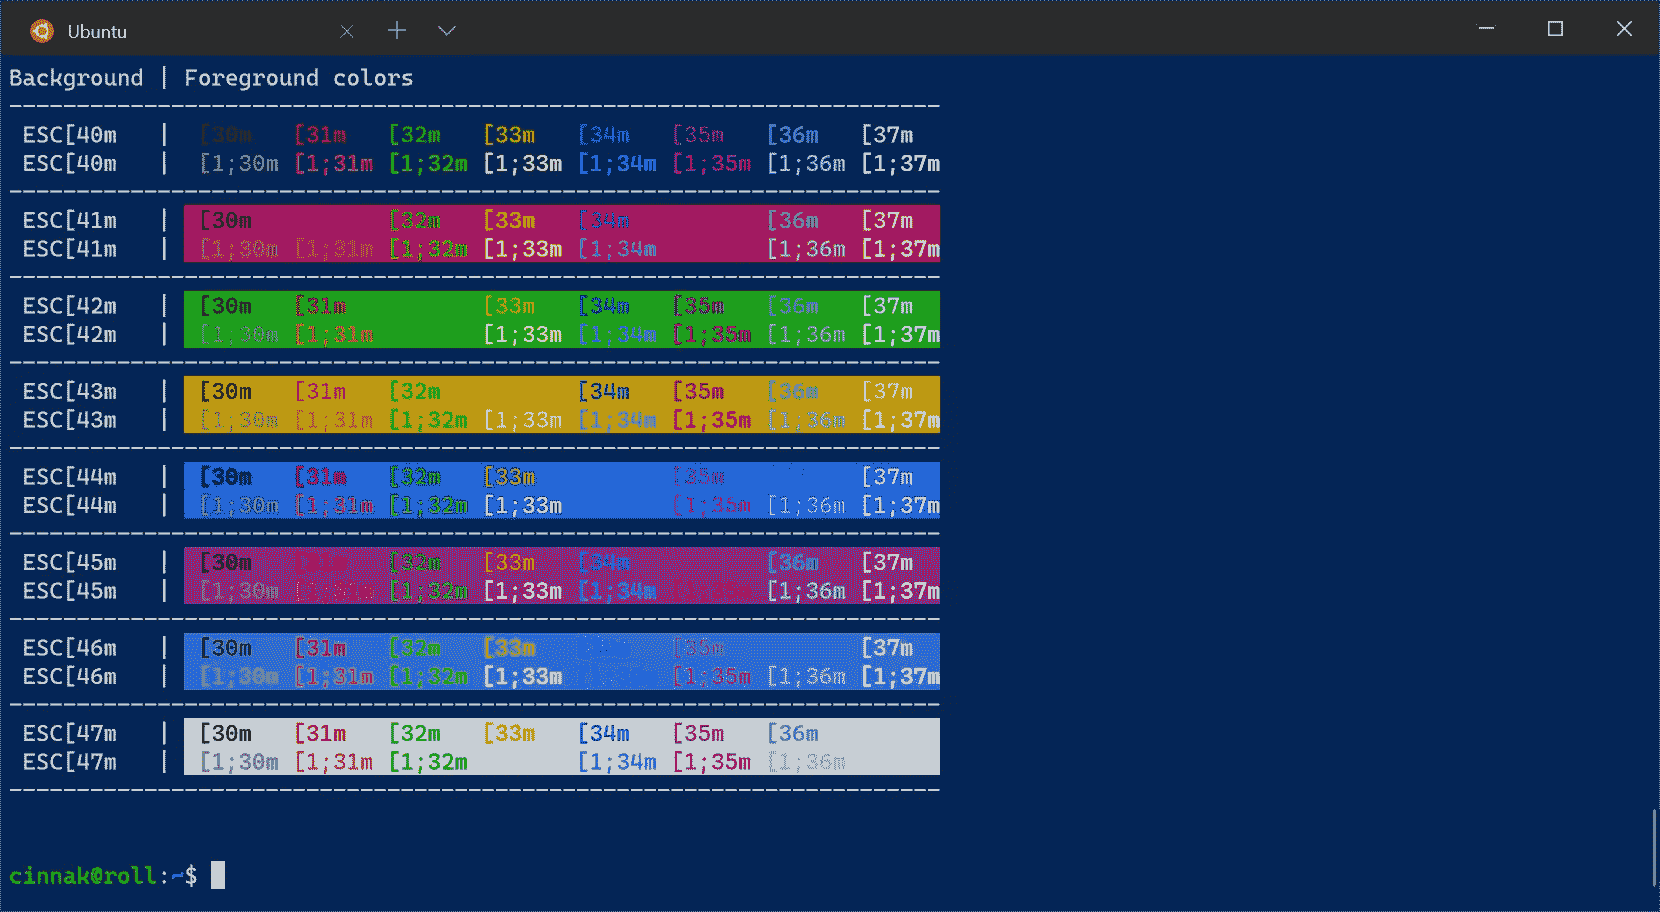 Ubuntu
Background | Foreground colors
---------------------------------------------------------------------
ESC[40m | [30m [31m [32m [33m [34m [35m [36m [37m
ESC[40m | [1;30m [1;31m [1;32m [1;33m [1;34m [1;35m [1;36m [1;37m
---------------------------------------------------------------------
ESC[41m | [30m [32m [33m [34m [36m [37m
ESC[41m | [1;30m [1;31m [1;32m [1;33m [1;34m [1;36m [1;37m
---------------------------------------------------------------------
ESC[42m | [30m [31m [33m [34m [35m [36m [37m
ESC[42m | [1;30m [1;31m [1;33m [1;34m [1;35m [1;36m [1;37m
---------------------------------------------------------------------
ESC[43m | [30m [31m [32m [34m [35m [36m [37m
ESC[43m | [1;30m [1;31m [1;32m [1;33m [1;34m [1;35m [1;36m [1;37m
---------------------------------------------------------------------
ESC[44m | [30m [31m [32m [33m [35m [37m
ESC[44m | [1;30m [1;31m [1;32m [1;33m [1;35m [1;36m [1;37m
---------------------------------------------------------------------
ESC[45m | [30m [32m [33m [34m [36m [37m
ESC[45m | [1;30m [1;32m [1;33m [1;34m [1;36m [1;37m
---------------------------------------------------------------------
ESC[46m | [30m [31m [32m [33m [35m [37m
ESC[46m | [1;30m [1;31m [1;32m [1;33m [1;35m [1;36m [1;37m
---------------------------------------------------------------------
ESC[47m | [30m [31m [32m [33m [34m [35m [36m
ESC[47m | [1;30m [1;31m [1;32m [1;34m [1;35m [1;36m
---------------------------------------------------------------------
cinnak@roll:~$